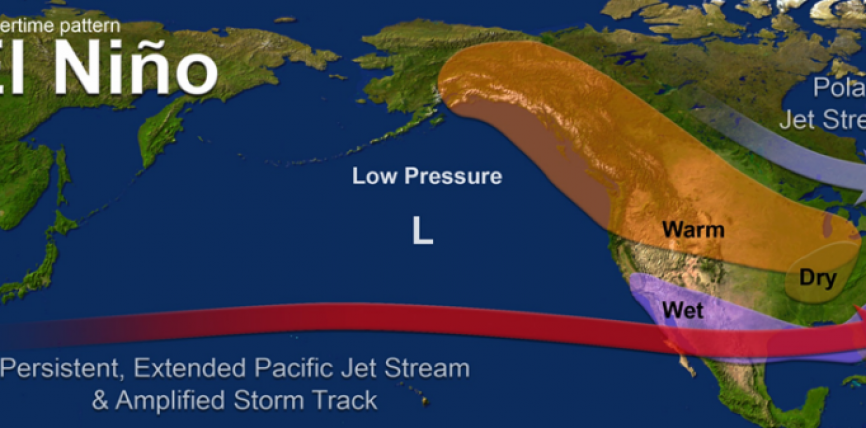 ertime pattern
El Niño
Pola
Jet Stre
Low Pressure
L
Warm
Dry
Wet
Persistent, Extended Pacific Jet Stream
& Amplified Storm Track